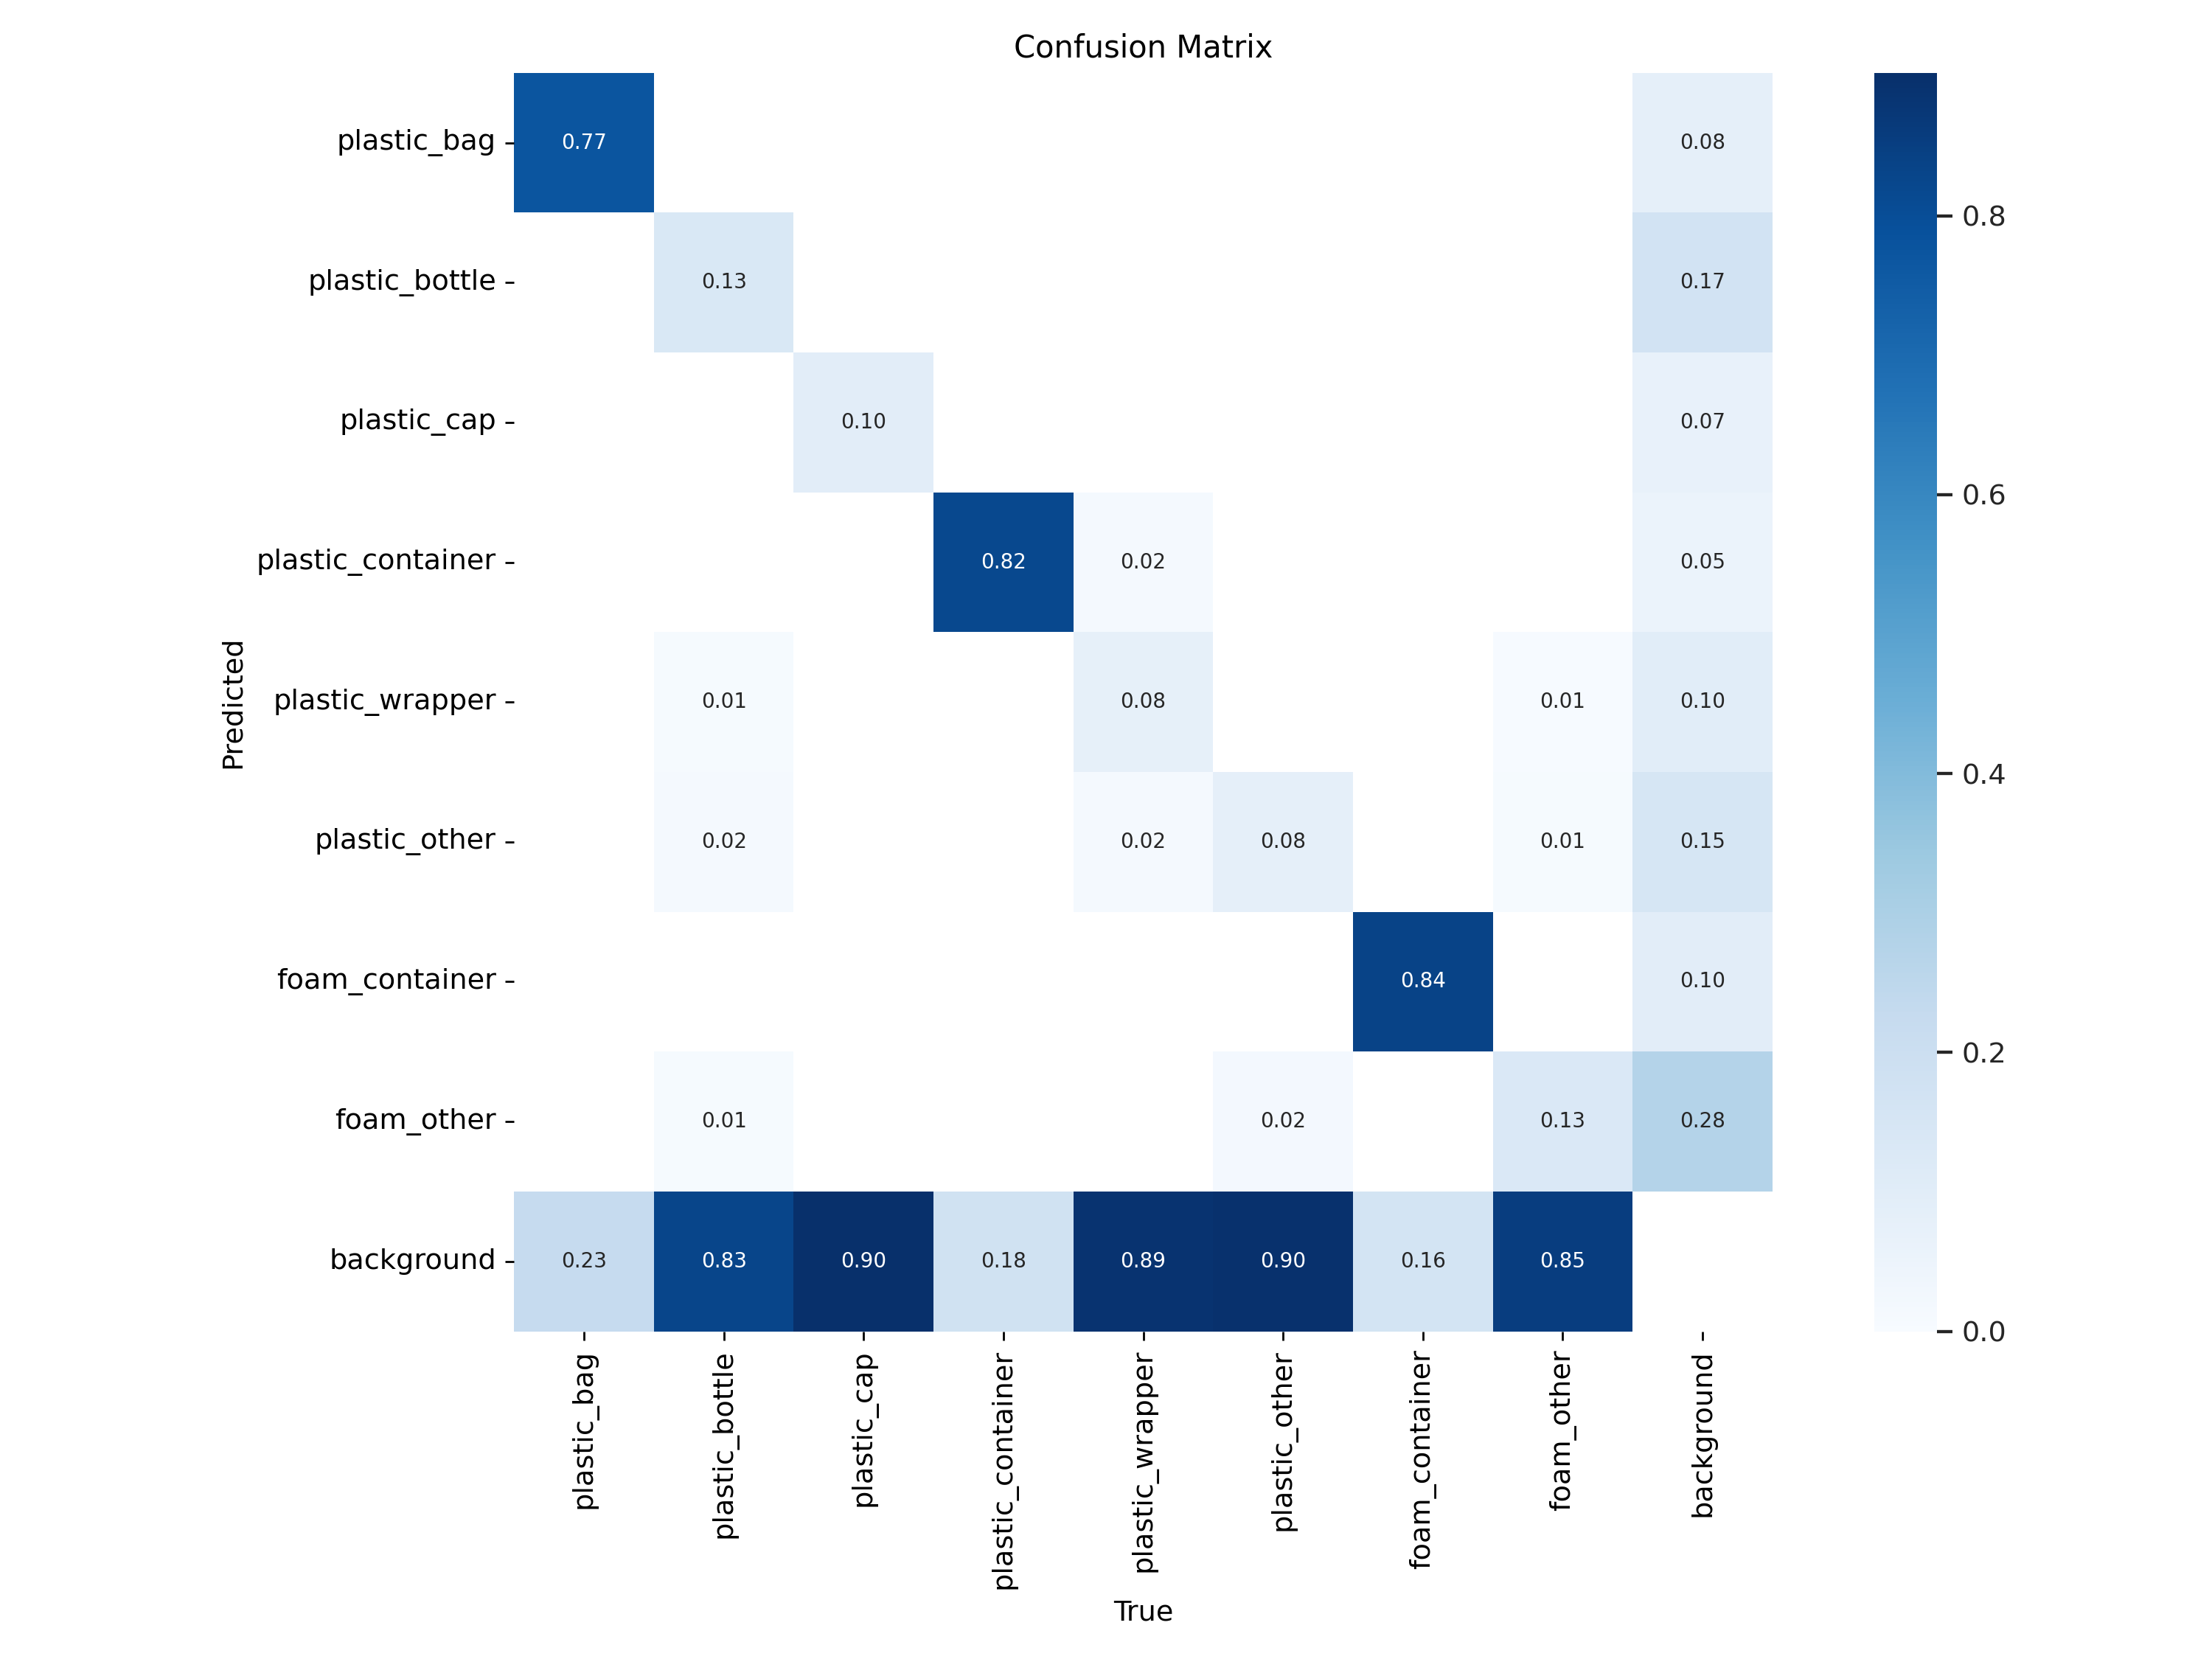 Confusion Matrix
plastic_bag
0.77
0.08
plastic_bottle
0.13
0.17
0.8
plastic_cap
0.10
0.07
0.6
plastic_container
0.82
0.02
0.05
Predicted
plastic_wrapper
0.01
0.08
0.01
0.10
0.4
plastic_other
0.02
0.02
0.08
0.01
0.15
foam_container
0.84
0.10
0.2
foam_other
0.01
0.02
0.13
0.28
background
0.23
0.83
0.90
0.18
0.89
0.90
0.16
0.85
0.0
plastic_bag
plastic_bottle
plastic_cap
plastic_container
plastic_wrapper
plastic_other
foam_container
foam_other
background
True